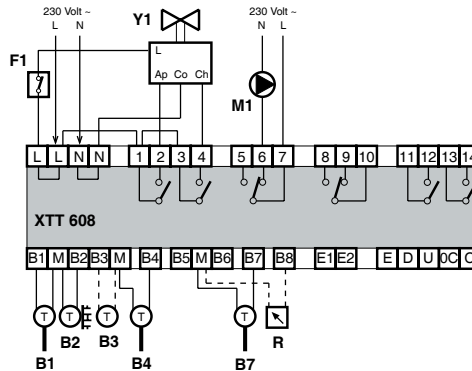 230 Volt ~
L N
Y1
230 Volt ~
N L
F1
L
Ap Co Ch
M1
L L N N 1 2 3 4 5 6 7 8 9 10 11 12 13 14
XTT 608
B1 M B2 B3 M B4 B5 M B6 B7 B8 E1 E2 E D U 0C
T T T T T
B1 B2 B3 B4 B7 R